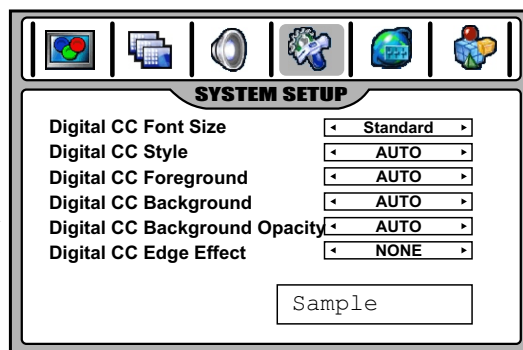 SYSTEM SETUP
Digital CC Font Size Standard
Digital CC Style AUTO
Digital CC Foreground AUTO
Digital CC Background AUTO
Digital CC Background Opacity AUTO
Digital CC Edge Effect NONE
Sample